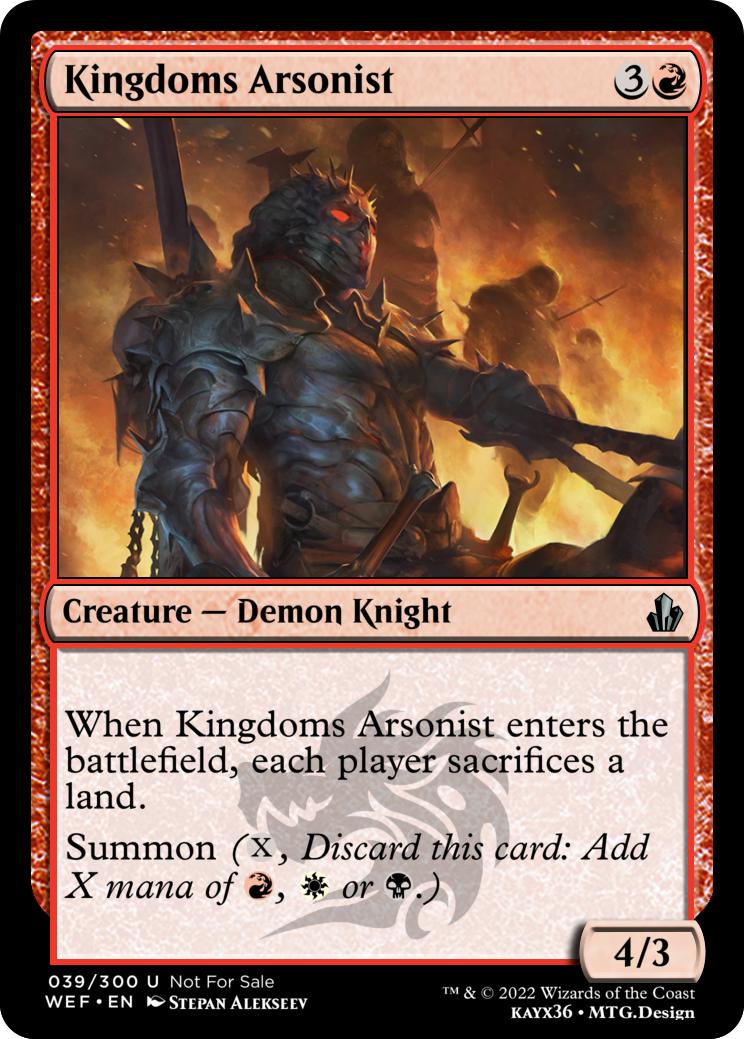 Kingdoms Arsonist 3
Creature — Demon Knight
When Kingdoms Arsonist enters the
battlefield, each player sacrifices a
land.
Summon (X, Discard this card: Add
X mana of , or .)
4/3
039/300 U Not For Sale
WEF • EN STEPAN ALEKSEEV
™ & © 2022 Wizards of the Coast
KAYX36 • MTG.Design